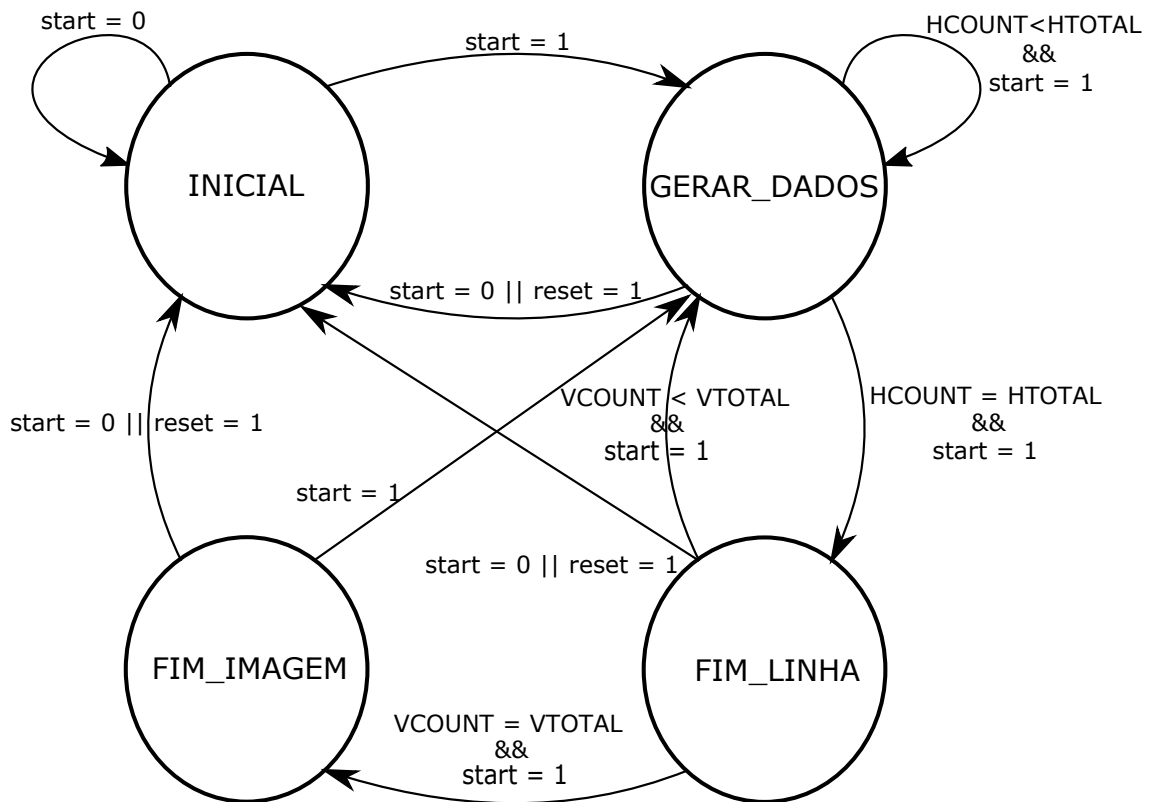 start = 0
start = 1
HCOUNT<HTOTAL
&&
start = 1
INICIAL
GERAR_DADOS
start = 0 || reset = 1
VCOUNT < VTOTAL
&&
start = 1
HCOUNT = HTOTAL
&&
start = 1
start = 0 || reset = 1
start = 1
start = 0 || reset = 1
FIM_IMAGEM
FIM_LINHA
VCOUNT = VTOTAL
&&
start = 1